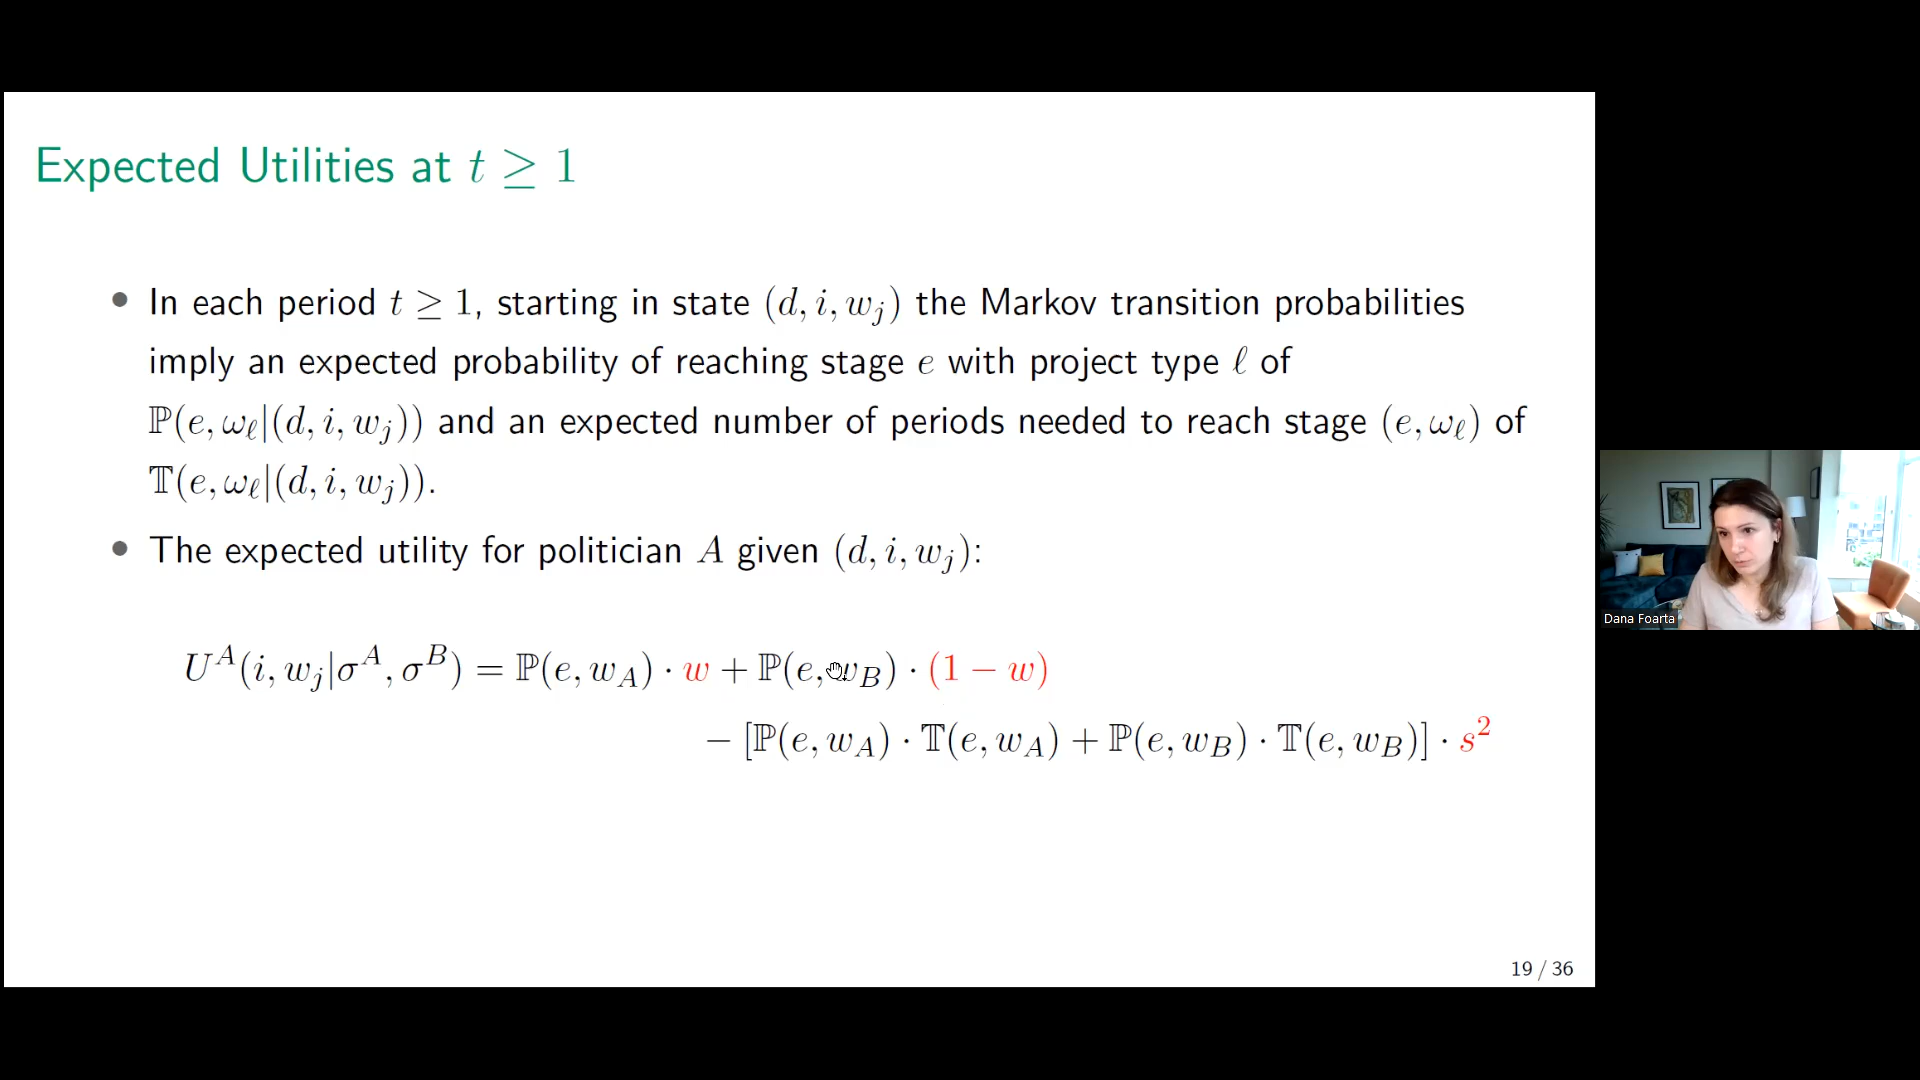 Expected Utilities at t ≥ 1
• In each period t ≥ 1, starting in state (d, i, w_j) the Markov transition probabilities
imply an expected probability of reaching stage e with project type ℓ of
ℙ(e, ω_ℓ|(d, i, w_j)) and an expected number of periods needed to reach stage (e, ω_ℓ) of
𝕋(e, ω_ℓ|(d, i, w_j)).
• The expected utility for politician A given (d, i, w_j):
U^A(i, w_j|σ^A, σ^B) = ℙ(e, w_A) · w + ℙ(e, w_B) · (1 − w)
− [ℙ(e, w_A) · 𝕋(e, w_A) + ℙ(e, w_B) · 𝕋(e, w_B)] · s²
19 / 36
Dana Foarta